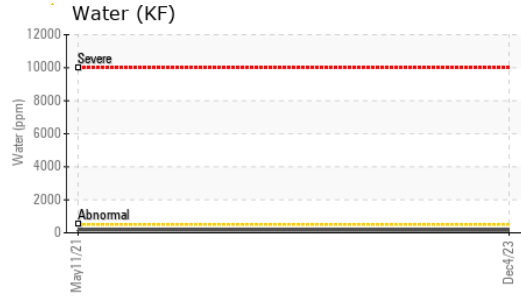 Water (KF)
12000
Severe
10000
8000
Water (ppm)
6000
4000
2000
Abnormal
0
May11/21
Dec4/23